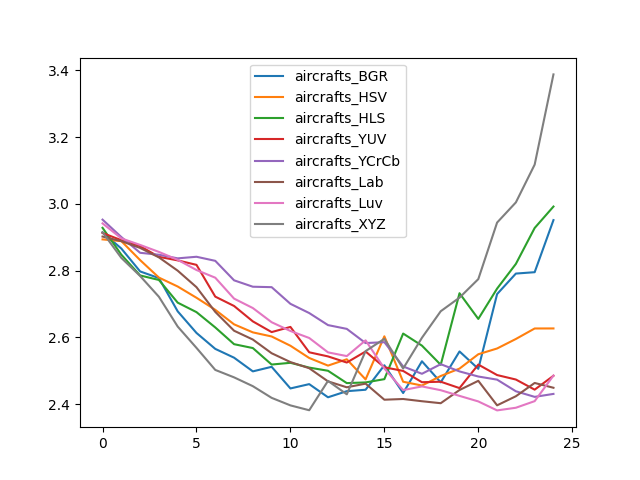 3.4
3.2
3.0
2.8
2.6
2.4
0
5
10
15
20
25
aircrafts_BGR
aircrafts_HSV
aircrafts_HLS
aircrafts_YUV
aircrafts_YCrCb
aircrafts_Lab
aircrafts_Luv
aircrafts_XYZ